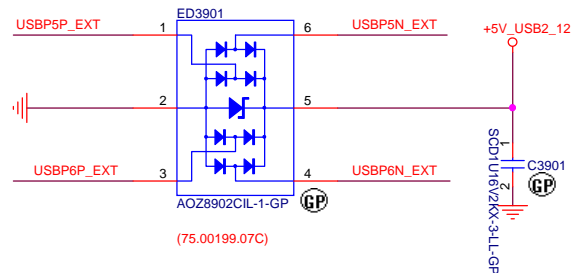 ED3901
USBP5P_EXT
1
6
USBP5N_EXT
+5V_USB2_12
2
5
USBP6P_EXT
3
4
USBP6N_EXT
AOZ8902CIL-1-GP
GP
(75.00199.07C)
SCD1U16V2KX-3-LL-GP
1
2
C3901
GP